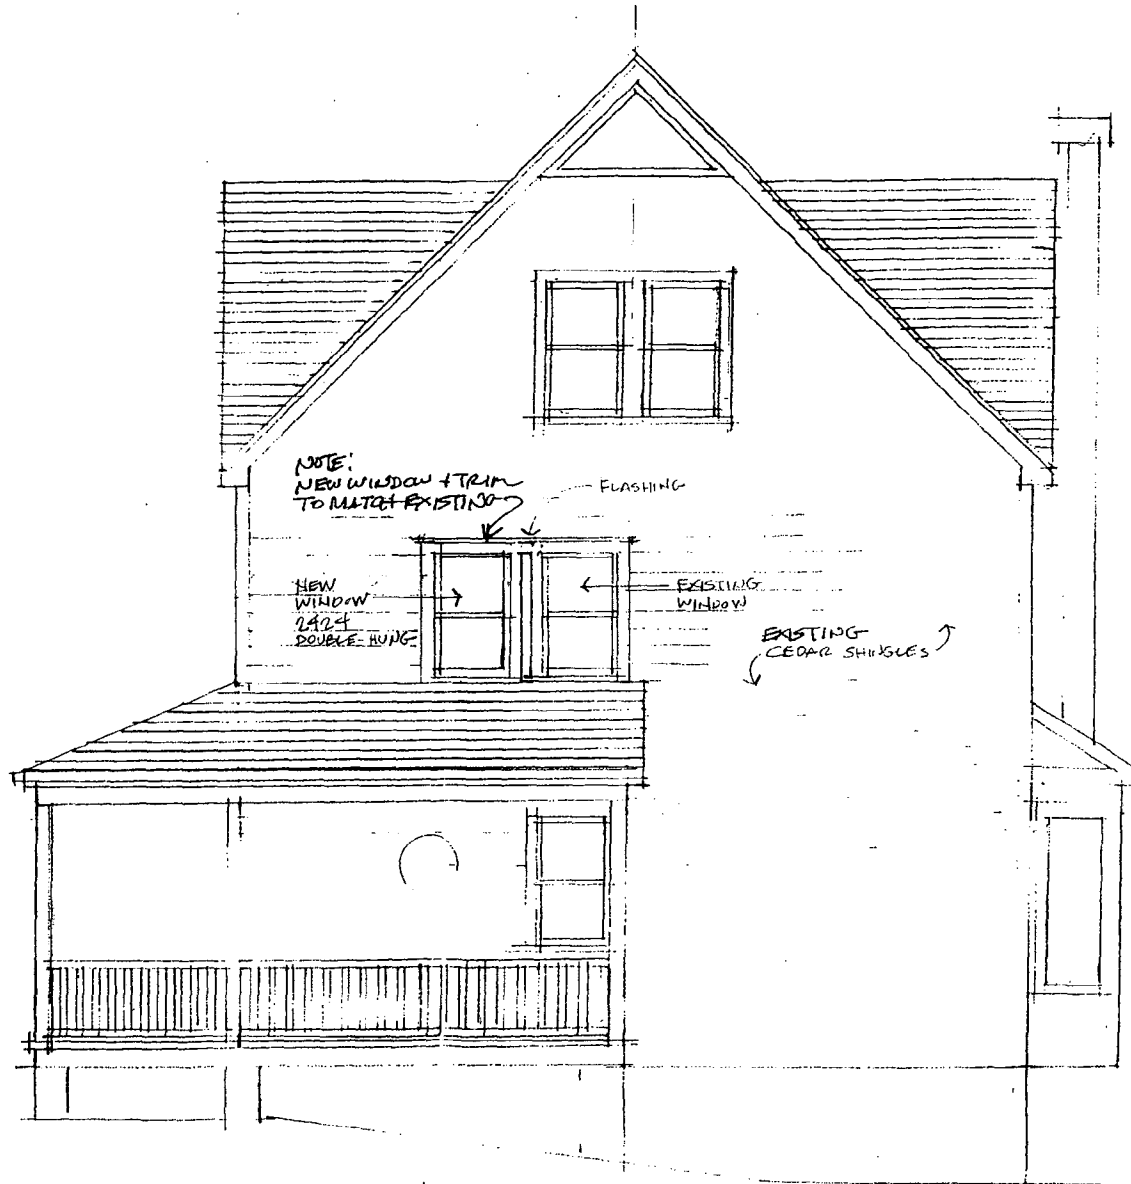 NOTE:
NEW WINDOW + TRIM
TO MATCH EXISTING
FLASHING
NEW
WINDOW
2424
DOUBLE-HUNG
EXISTING
WINDOW
EXISTING
CEDAR SHINGLES